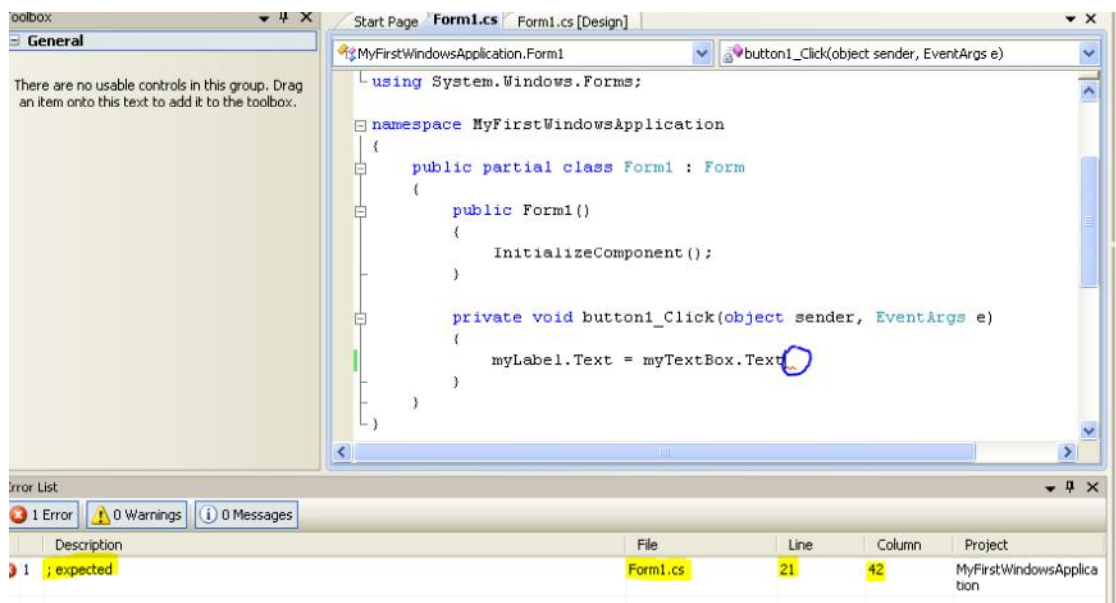 oolbox
Start Page Form1.cs Form1.cs [Design]
General
There are no usable controls in this group. Drag
an item onto this text to add it to the toolbox.
MyFirstWindowsApplication.Form1 button1_Click(object sender, EventArgs e)
using System.Windows.Forms;
namespace MyFirstWindowsApplication
{
public partial class Form1 : Form
{
public Form1()
{
InitializeComponent();
}
private void button1_Click(object sender, EventArgs e)
{
myLabel.Text = myTextBox.Text
}
}
}
Error List
1 Error 0 Warnings 0 Messages
Description File Line Column Project
1 ; expected Form1.cs 21 42 MyFirstWindowsApplica
tion